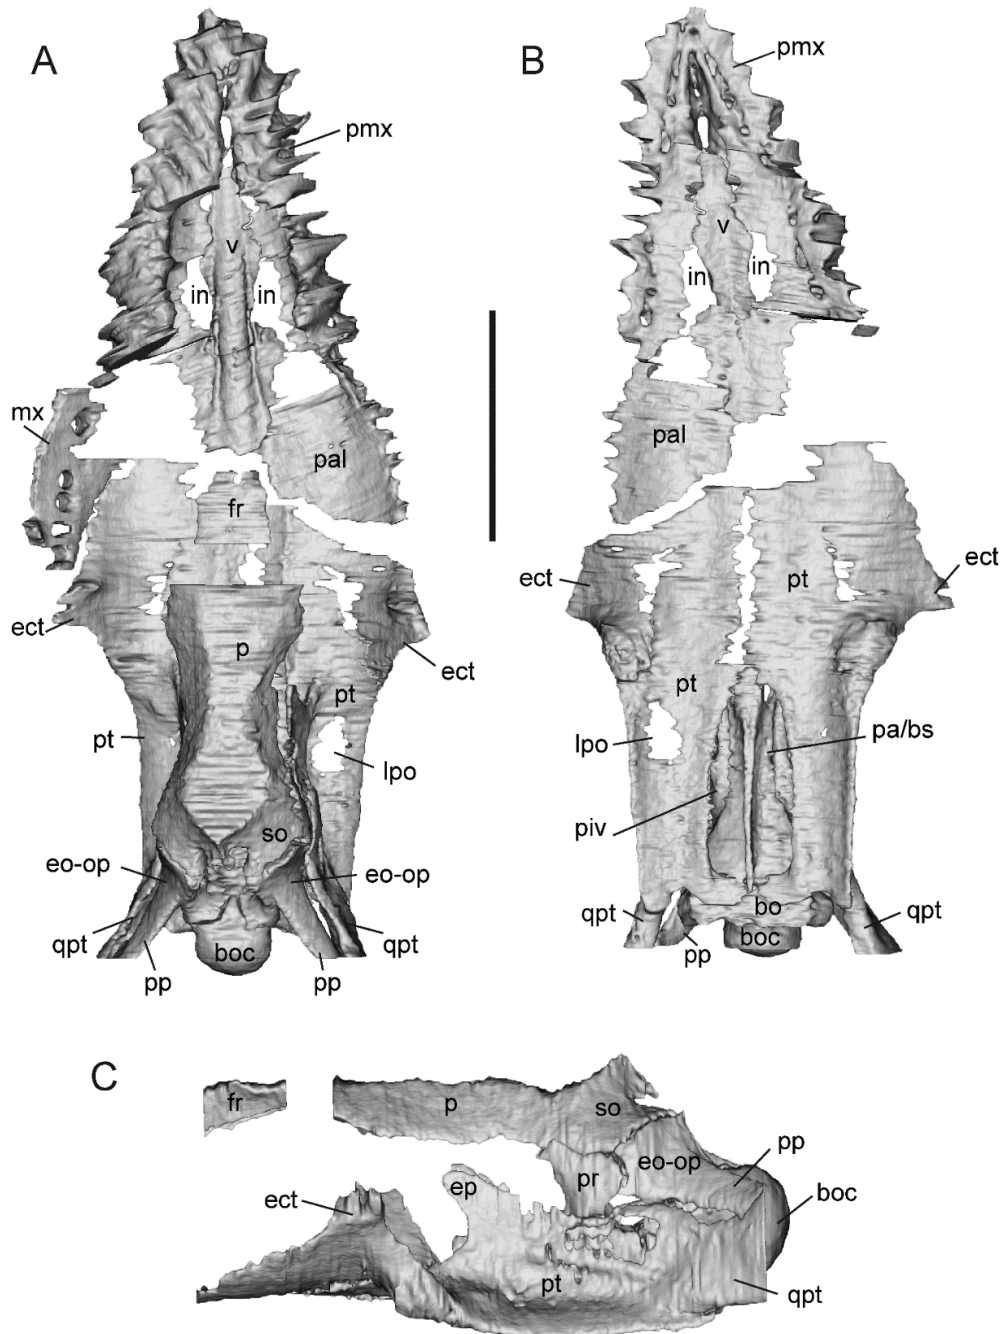 A
B
pmx
pmx
v
v
in
in
in
in
mx
pal
pal
fr
ect
ect
pt
ect
p
ect
pt
pt
pt
lpo
lpo
pa/bs
piv
so
eo-op
eo-op
bo
qpt
qpt
qpt
qpt
boc
boc
pp
pp
pp
C
fr
p
so
pp
eo-op
pr
boc
ep
ect
pt
qpt